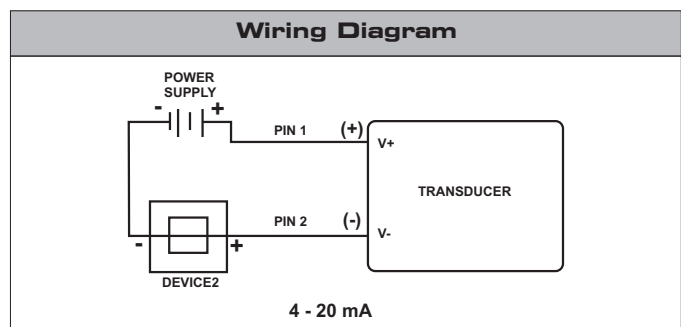 Wiring Diagram
POWER
SUPPLY
- +
PIN 1 (+)
V+
TRANSDUCER
PIN 2 (-)
V-
- +
DEVICE2
4 - 20 mA